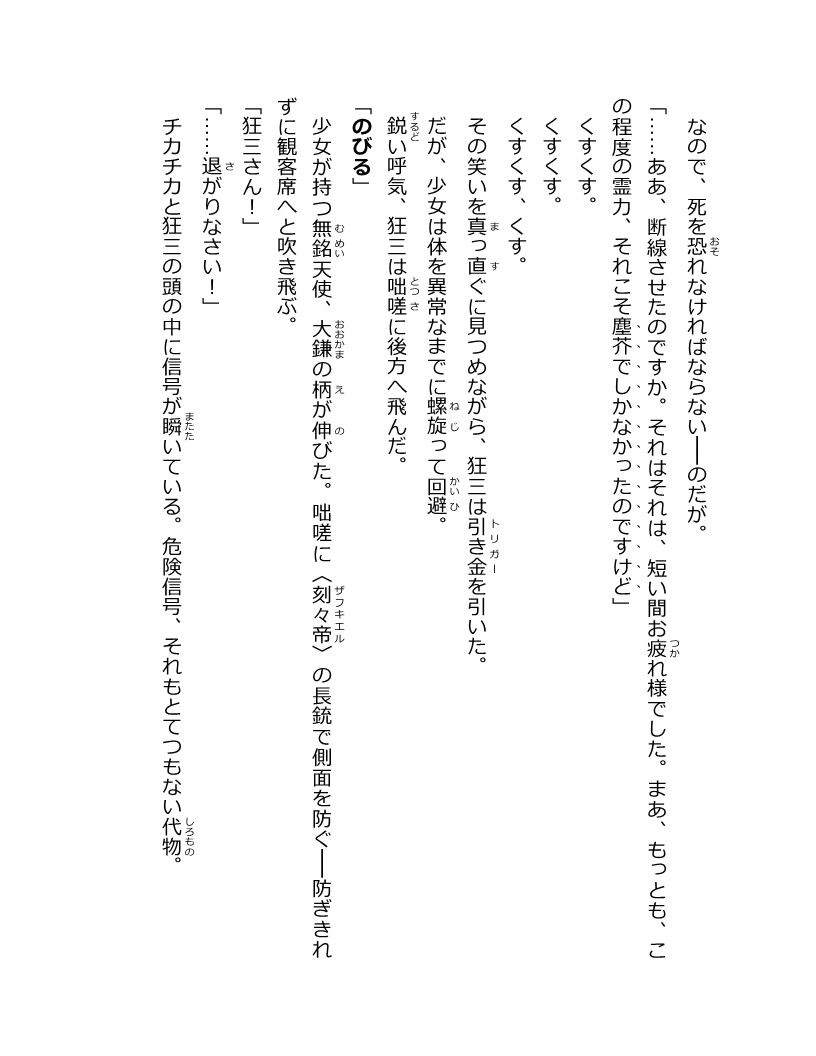 なので、死を恐れなければならない――のだが。
「……ああ、断線させたのですか。それはそれは、短い間お疲れ様でした。まあ、もっとも、こ
の程度の霊力、それこそ塵芥でしかなかったのですけど」
くすくす。
くすくす。
くすくす、くす。
その笑いを真っ直ぐに見つめながら、狂三は引き金を引いた。
だが、少女は体を異常なまでに螺旋って回避。
鋭い呼気、狂三は咄嗟に後方へ飛んだ。
「のびる」
少女が持つ無銘天使、大鎌の柄が伸びた。咄嗟に〈刻々帝〉の長銃で側面を防ぐ――防ぎきれ
ずに観客席へと吹き飛ぶ。
「狂三さん!」
「……退がりなさい!」
チカチカと狂三の頭の中に信号が瞬いている。危険信号、それもとてつもない代物。